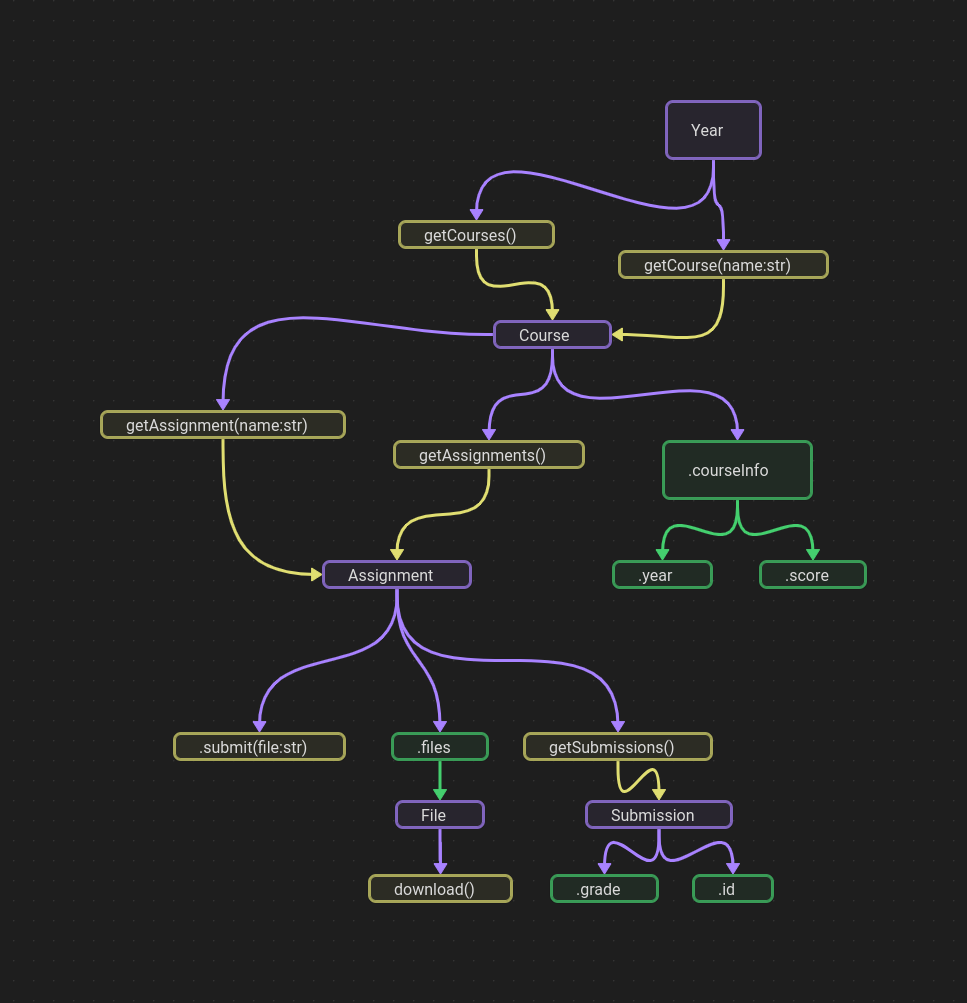 Year
getCourses()
getCourse(name:str)
Course
getAssignment(name:str)
getAssignments()
.courseInfo
Assignment
.year
.score
.submit(file:str)
.files
getSubmissions()
File
Submission
download()
.grade
.id